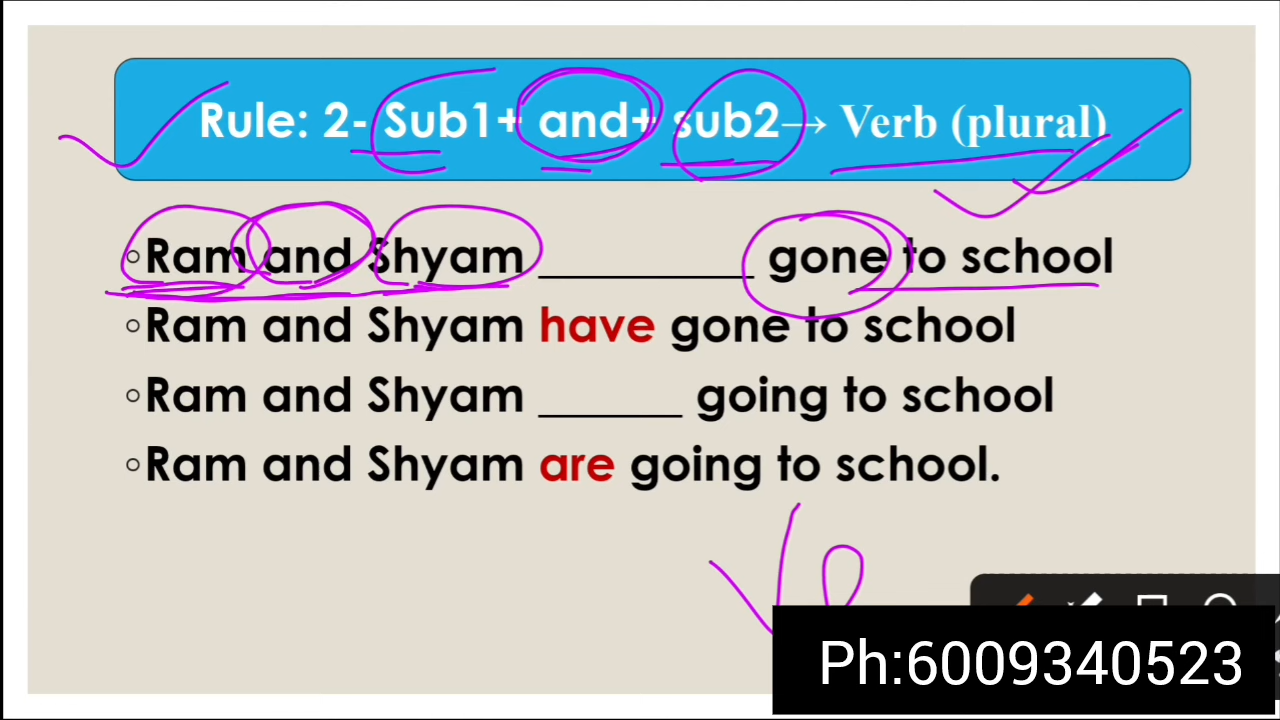 Rule: 2- Sub1+ and+ sub2→ Verb (plural)
◦Ram and Shyam __________ gone to school
◦Ram and Shyam have gone to school
◦Ram and Shyam ______ going to school
◦Ram and Shyam are going to school.
Ve
Ph:6009340523